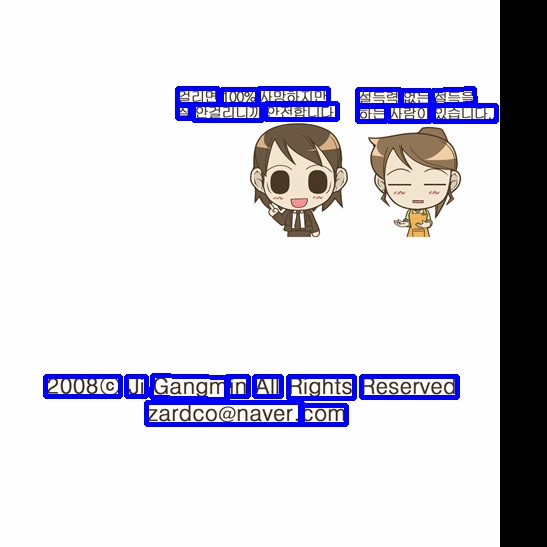 걸리면 100% 사망하지만
잘 안걸리니까 안전합니다
설득력 없는 설득을
하는 사람이 있습니다.
2008ⓒ Ji Gangmin All Rights Reserved
zardco@naver.com